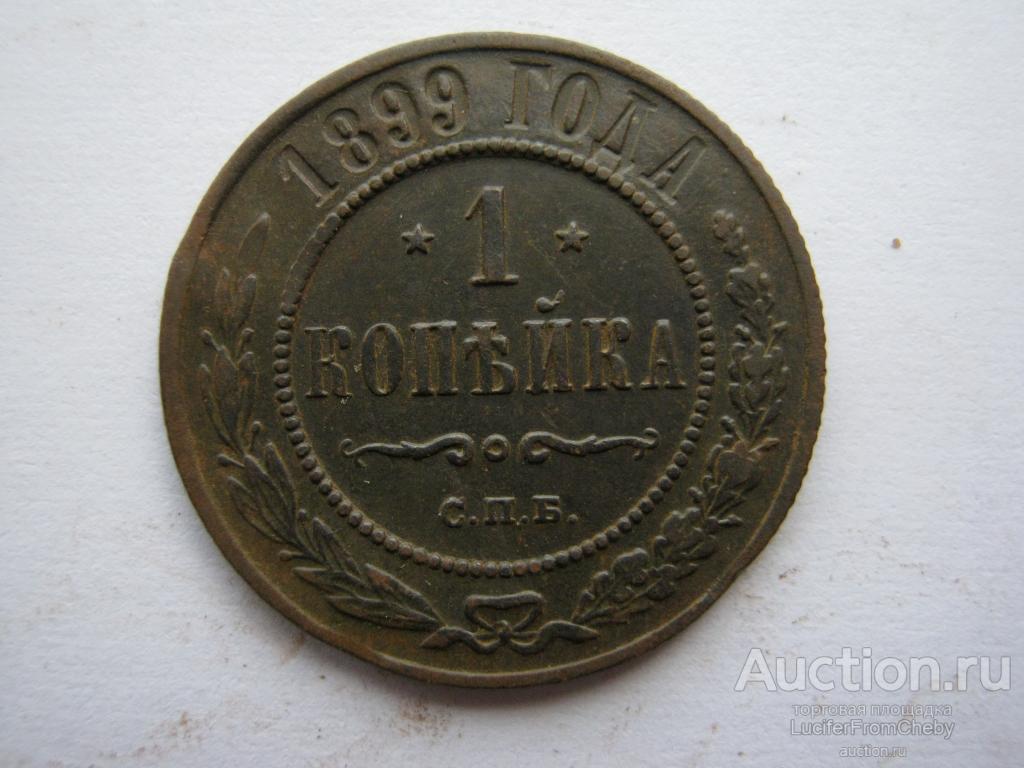 1899 ГОДА
1
КОПѢЙКА
С.П.Б.
Auction.ru
торговая площадка
LuciferFromCheby
auction.ru